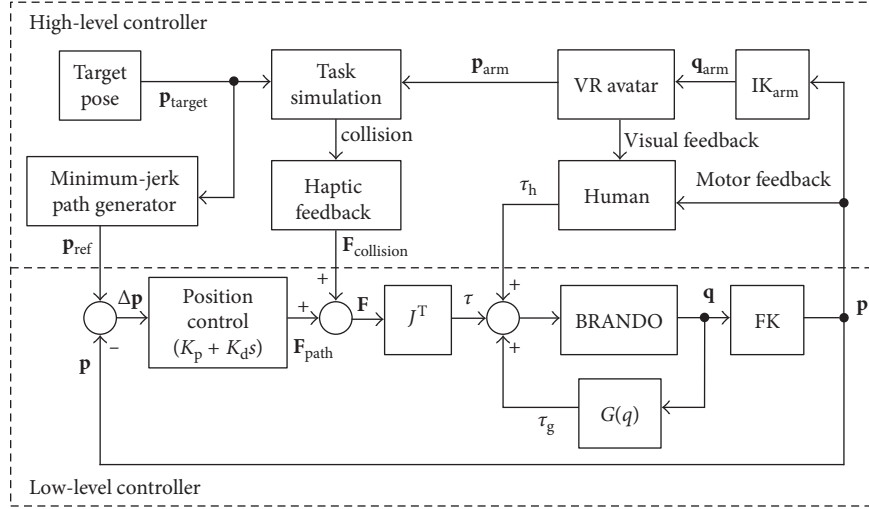 High-level controller
Target
pose
p_target
Task
simulation
p_arm
VR avatar
q_arm
IK_arm
collision
Visual feedback
Minimum-jerk
path generator
Haptic
feedback
τ_h
Human
Motor feedback
p_ref
F_collision
Δp
Position
control
(K_p + K_d s)
+
+
F
F_path
J^T
τ
+
+
BRANDO
q
FK
p
p
−
τ_g
G(q)
Low-level controller